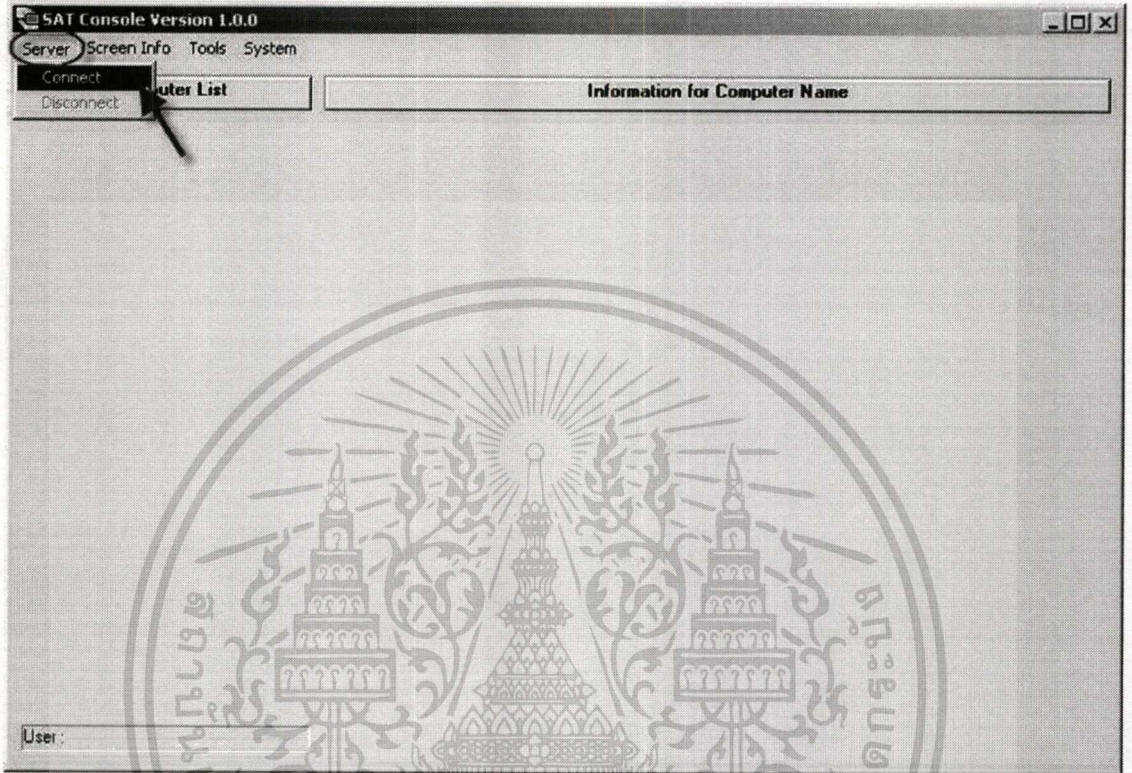 SAT Console Version 1.0.0
Server Screen Info Tools System
Connect
Disconnect
uter List
Information for Computer Name
User :